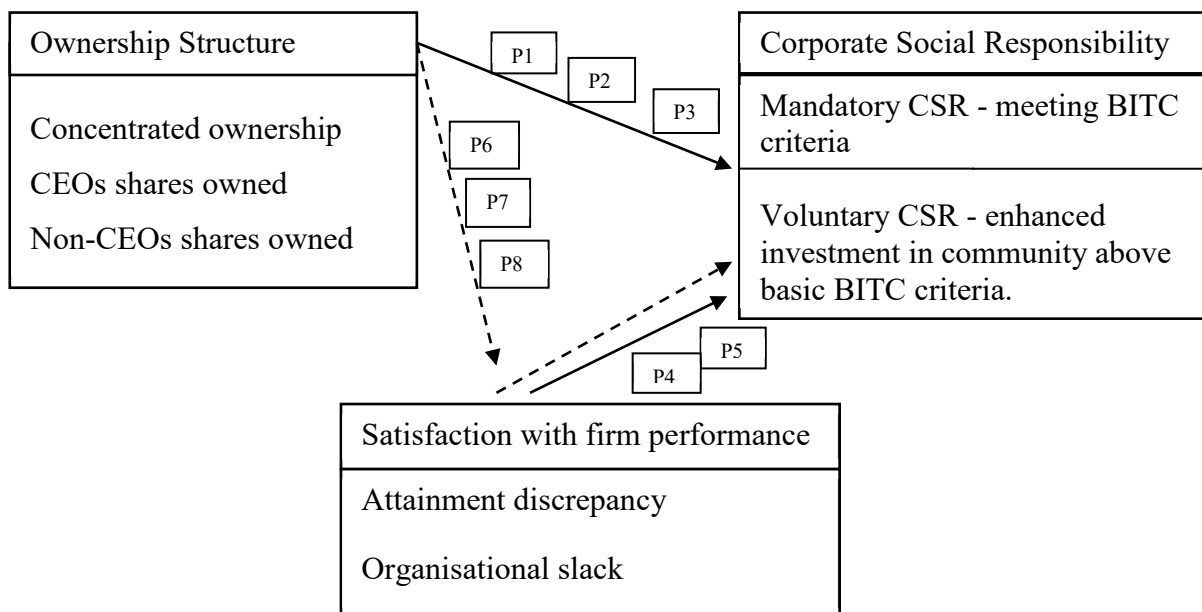 Ownership Structure
Concentrated ownership
CEOs shares owned
Non-CEOs shares owned
P1
P2
P3
P6
P7
P8
Corporate Social Responsibility
Mandatory CSR - meeting BITC
criteria
Voluntary CSR - enhanced
investment in community above
basic BITC criteria.
P5
P4
Satisfaction with firm performance
Attainment discrepancy
Organisational slack